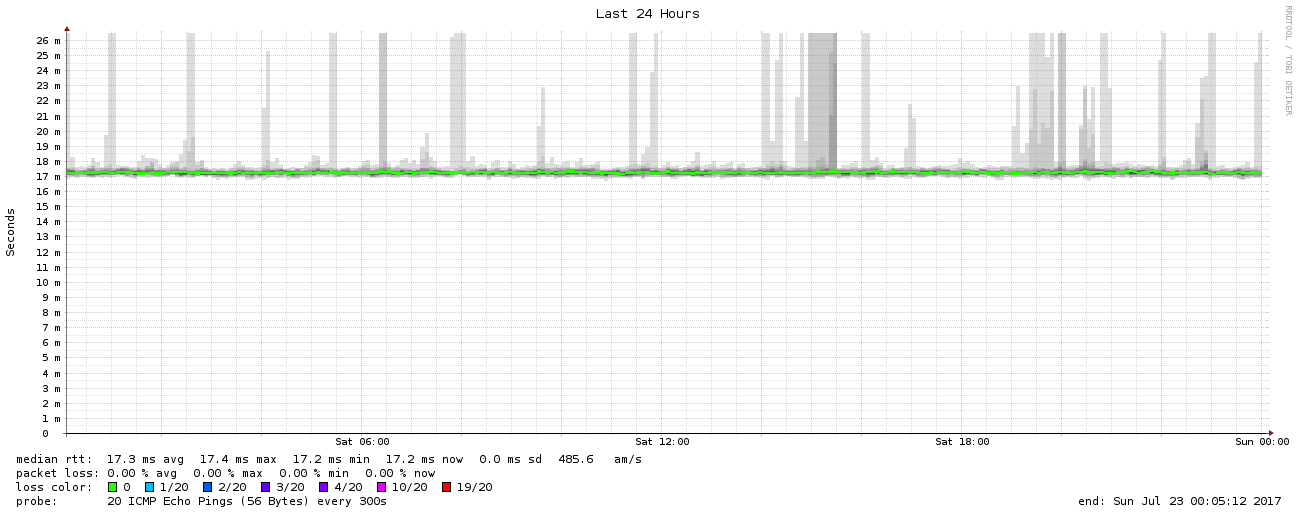 Last 24 Hours
RRDTOOL / TOBI OETIKER
Seconds
26 m
25 m
24 m
23 m
22 m
21 m
20 m
19 m
18 m
17 m
16 m
15 m
14 m
13 m
12 m
11 m
10 m
9 m
8 m
7 m
6 m
5 m
4 m
3 m
2 m
1 m
0
Sat 06:00 Sat 12:00 Sat 18:00 Sun 00:00
median rtt: 17.3 ms avg 17.4 ms max 17.2 ms min 17.2 ms now 0.0 ms sd 485.6 am/s
packet loss: 0.00 % avg 0.00 % max 0.00 % min 0.00 % now
loss color: 0 1/20 2/20 3/20 4/20 10/20 19/20
probe: 20 ICMP Echo Pings (56 Bytes) every 300s end: Sun Jul 23 00:05:12 2017